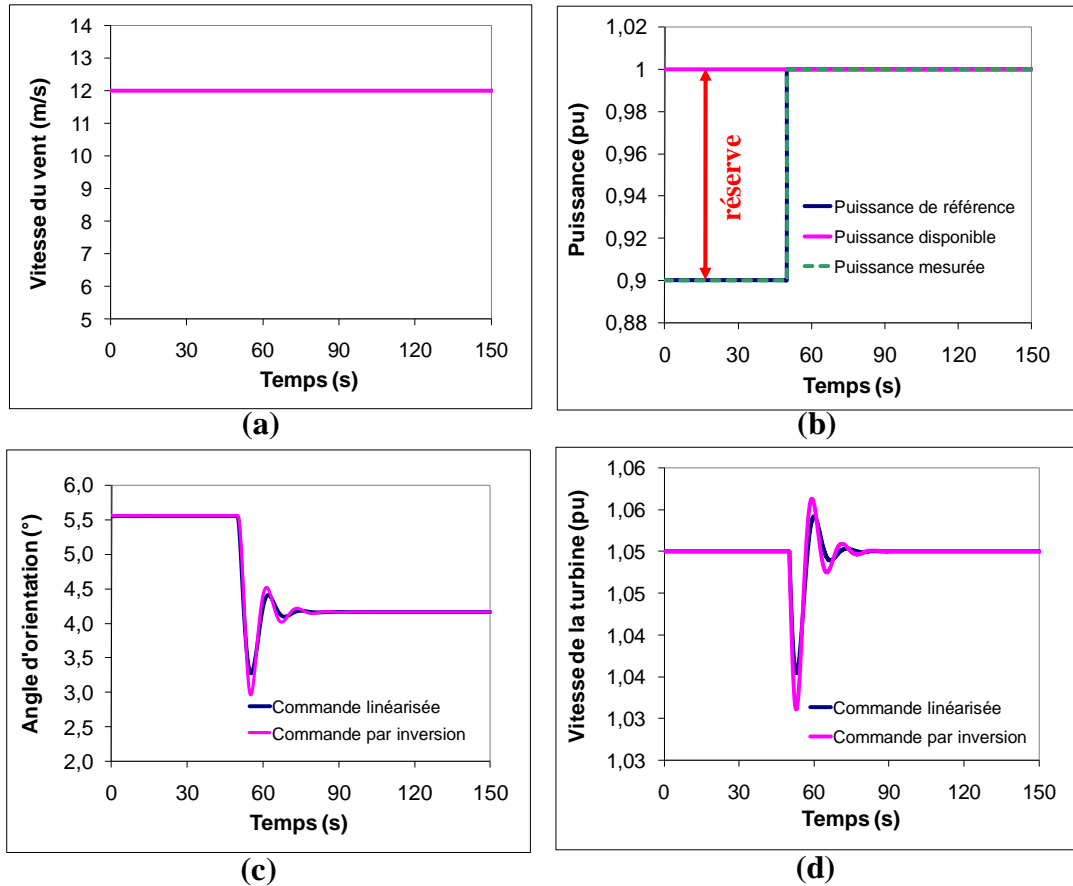 14
13
12
11
10
9
8
7
6
5
0
30
60
90
120
150
Vitesse du vent (m/s)
Temps (s)
(a)
1,02
1
0,98
0,96
0,94
0,92
0,9
0,88
0
30
60
90
120
150
Puissance (pu)
réserve
Puissance de référence
Puissance disponible
Puissance mesurée
Temps (s)
(b)
6,0
5,5
5,0
4,5
4,0
3,5
3,0
2,5
2,0
0
30
60
90
120
150
Angle d'orientation (°)
Commande linéarisée
Commande par inversion
Temps (s)
(c)
1,06
1,06
1,05
1,05
1,04
1,04
1,03
1,03
0
30
60
90
120
150
Vitesse de la turbine (pu)
Commande linéarisée
Commande par inversion
Temps (s)
(d)